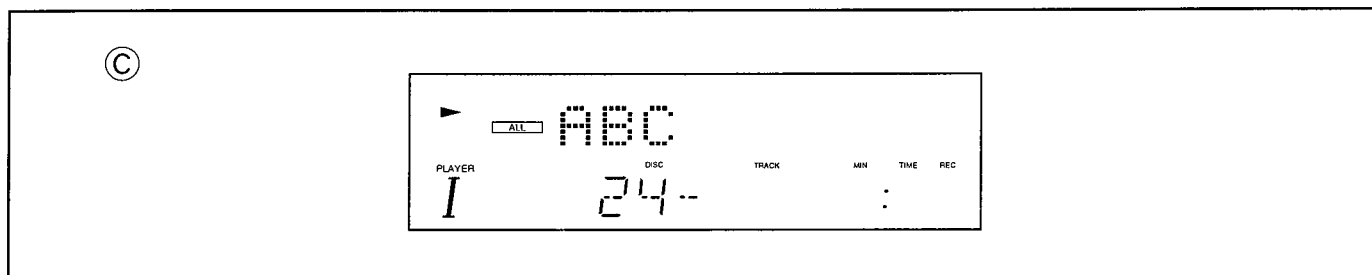 Ⓒ
ALL ABC
PLAYER DISC TRACK MIN TIME REC
I 24-- :